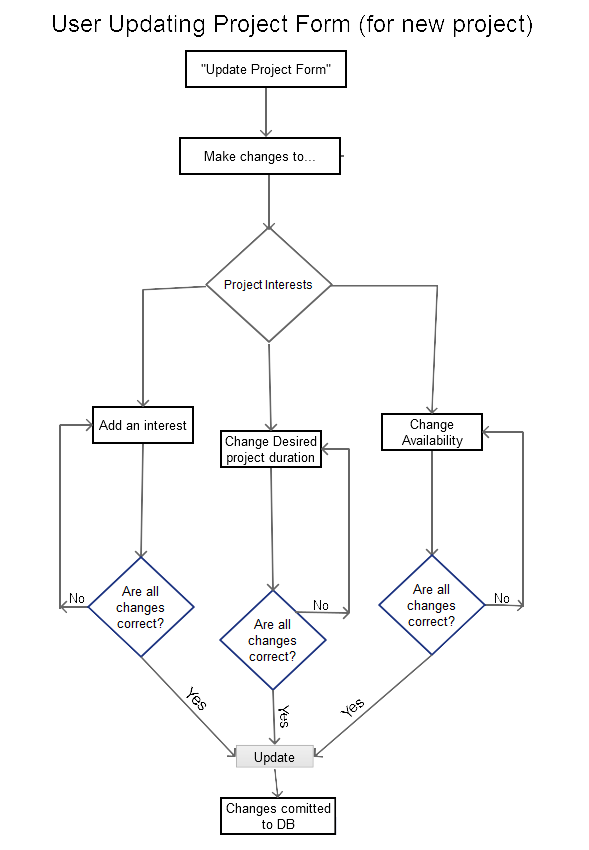 User Updating Project Form (for new project)
"Update Project Form"
Make changes to...
Project Interests
Add an interest
Change Desired
project duration
Change
Availability
Are all
changes
correct?
No
Are all
changes
correct?
No
Are all
changes
correct?
No
Yes
Yes
Yes
Update
Changes comitted
to DB